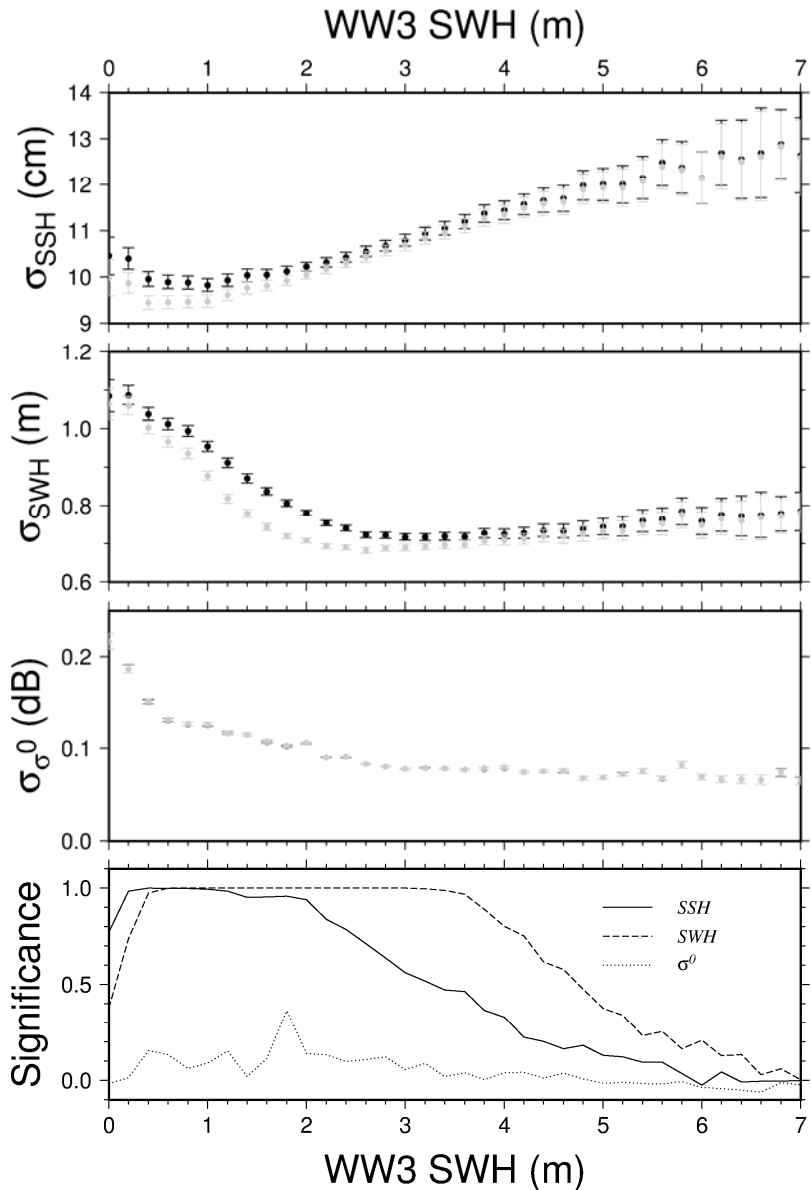 WW3 SWH (m)
0 1 2 3 4 5 6 7
14
13
12
11
10
9
σSSH (cm)
1.2
1.0
0.8
0.6
σSWH (m)
0.2
0.1
0.0
σσ⁰ (dB)
1.0
0.5
0.0
Significance
SSH
SWH
σ⁰
0 1 2 3 4 5 6 7
WW3 SWH (m)